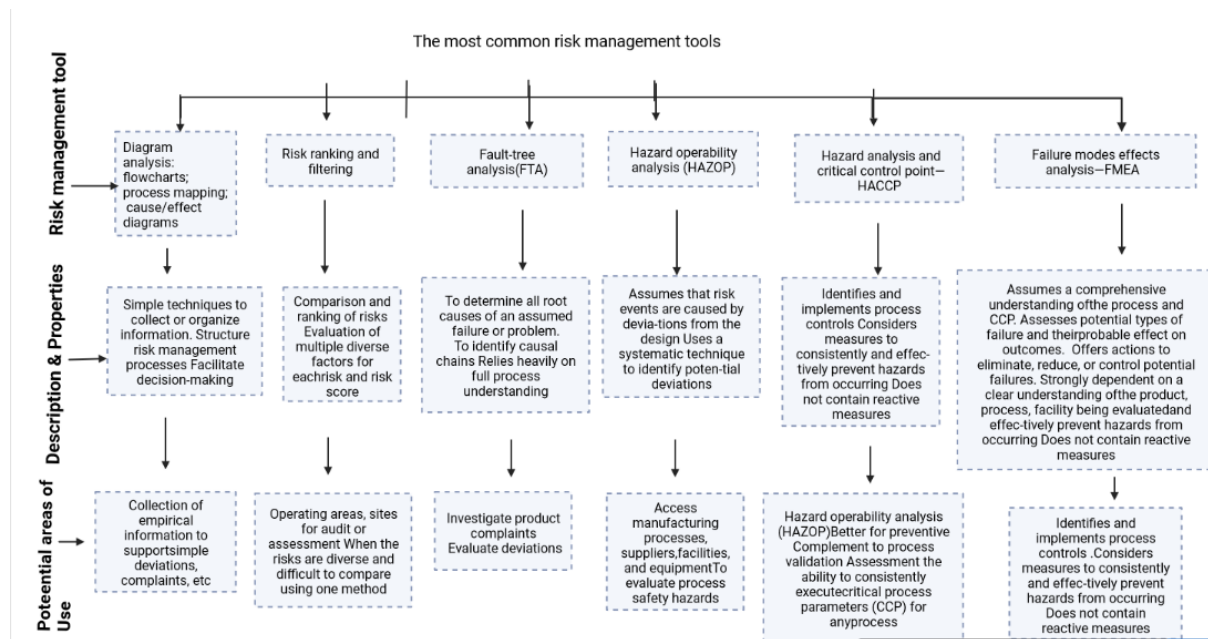 The most common risk management tools
Risk management tool
Diagram
analysis:
flowcharts;
process mapping;
cause/effect
diagrams
Risk ranking and
filtering
Fault-tree
analysis(FTA)
Hazard operability
analysis (HAZOP)
Hazard analysis and
critical control point—
HACCP
Failure modes effects
analysis—FMEA
Description & Properties
Simple techniques to
collect or organize
information. Structure
risk management
processes Facilitate
decision-making
Comparison and
ranking of risks
Evaluation of
multiple diverse
factors for
eachrisk and risk
score
To determine all root
causes of an assumed
failure or problem.
To identify causal
chains Relies heavily on
full process
understanding
Assumes that risk
events are caused by
devia-tions from the
design Uses a
systematic technique
to identify poten-tial
deviations
Identifies and
implements process
controls Considers
measures to
consistently and effec-
tively prevent hazards
from occurring Does
not contain reactive
measures
Assumes a comprehensive
understanding ofthe process and
CCP. Assesses potential types of
failure and theirprobable effect on
outcomes. Offers actions to
eliminate, reduce, or control potential
failures. Strongly dependent on a
clear understanding ofthe product,
process, facility being evaluatedand
effec-tively prevent hazards from
occurring Does not contain reactive
measures
Poteential areas of
Use
Collection of
empirical
information to
supportsimple
deviations,
complaints, etc
Operating areas, sites
for audit or
assessment When the
risks are diverse and
difficult to compare
using one method
Investigate product
complaints
Evaluate deviations
Access
manufacturing
processes,
suppliers,facilities,
and equipmentTo
evaluate process
safety hazards
Hazard operability analysis
(HAZOP)Better for preventive
Complement to process
validation Assessment the
ability to consistently
executecritical process
parameters (CCP) for
anyprocess
Identifies and
implements process
controls .Considers
measures to consistently
and effec-tively prevent
hazards from occurring
Does not contain
reactive measures